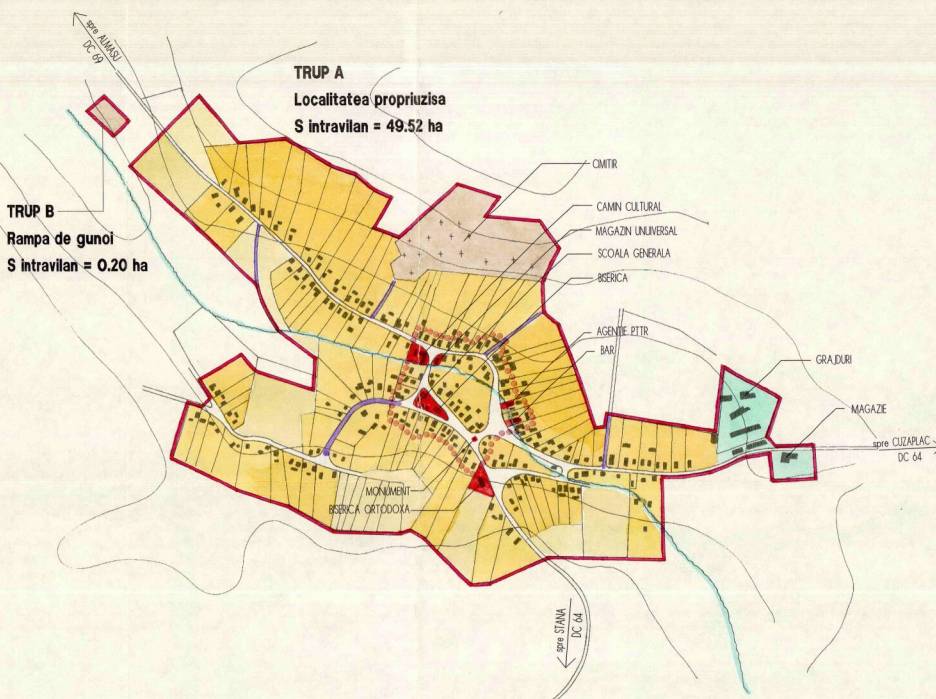 spre ALMASU
DC 69
TRUP A
Localitatea propriuzisa
S intravilan = 49.52 ha
TRUP B
Rampa de gunoi
S intravilan = 0.20 ha
CIMITIR
CAMIN CULTURAL
MAGAZIN UNUIVERSAL
SCOALA GENERALA
BISERICA
AGENTIE PTTR
BAR
GRAJDURI
MAGAZIE
spre CUZAPLAC
DC 64
MONUMENT
BISERICA ORTODOXA
spre STANA
DC 64